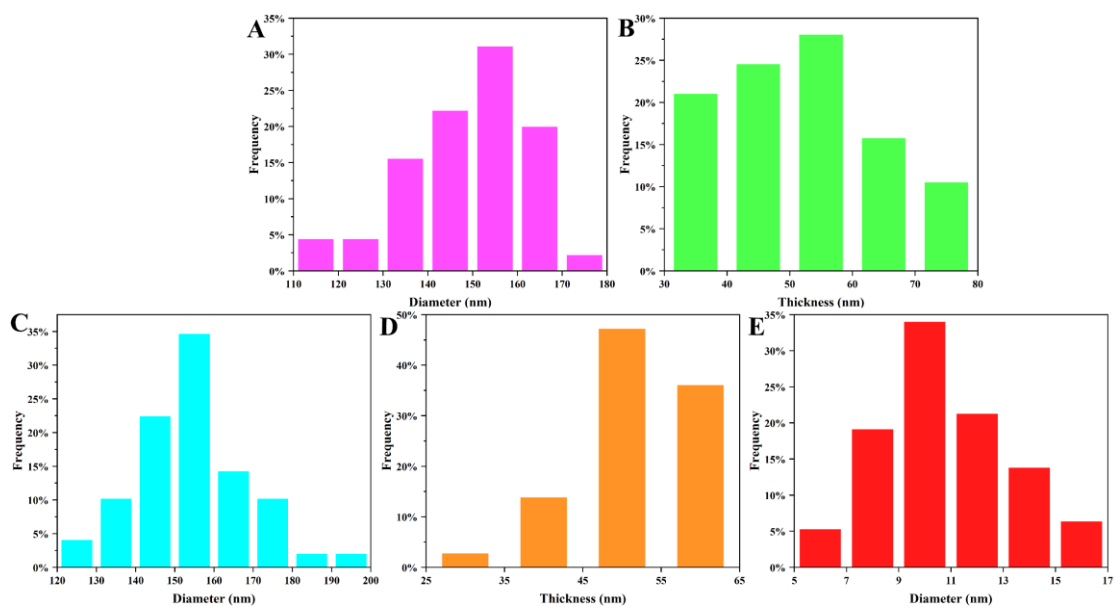 A
35%
30%
25%
20%
15%
10%
5%
0%
Frequency
110 120 130 140 150 160 170 180
Diameter (nm)
B
30%
25%
20%
15%
10%
5%
0%
Frequency
30 40 50 60 70 80
Thickness (nm)
C
35%
30%
25%
20%
15%
10%
5%
0%
Frequency
120 130 140 150 160 170 180 190 200
Diameter (nm)
D
50%
40%
30%
20%
10%
0%
Frequency
25 35 45 55 65
Thickness (nm)
E
35%
30%
25%
20%
15%
10%
5%
0%
Frequency
5 7 9 11 13 15 17
Diameter (nm)